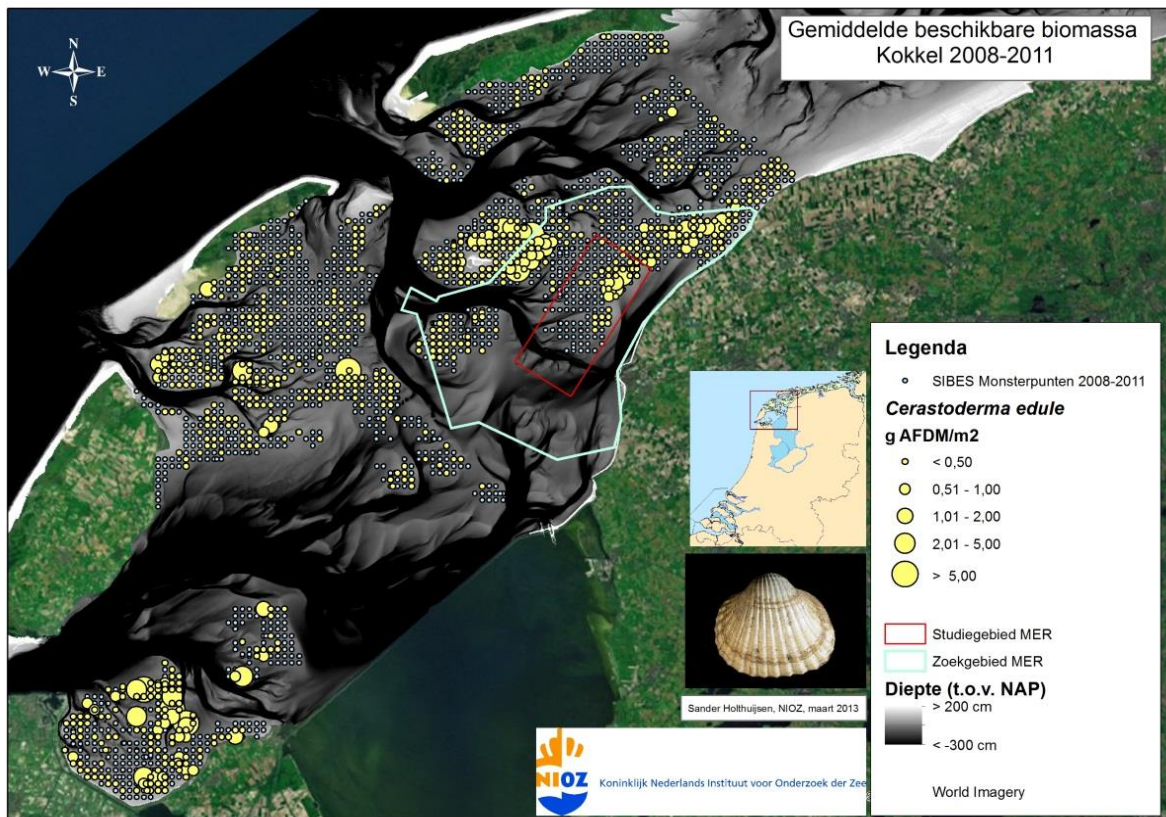 Gemiddelde beschikbare biomassa
Kokkel 2008-2011
N
W E
S
Legenda
SIBES Monsterpunten 2008-2011
Cerastoderma edule
g AFDM/m2
< 0,50
0,51 - 1,00
1,01 - 2,00
2,01 - 5,00
> 5,00
Studiegebied MER
Zoekgebied MER
Diepte (t.o.v. NAP)
> 200 cm
< -300 cm
World Imagery
Sander Holthuijsen, NIOZ, maart 2013
NIOZ
Koninklijk Nederlands Instituut voor Onderzoek der Zee